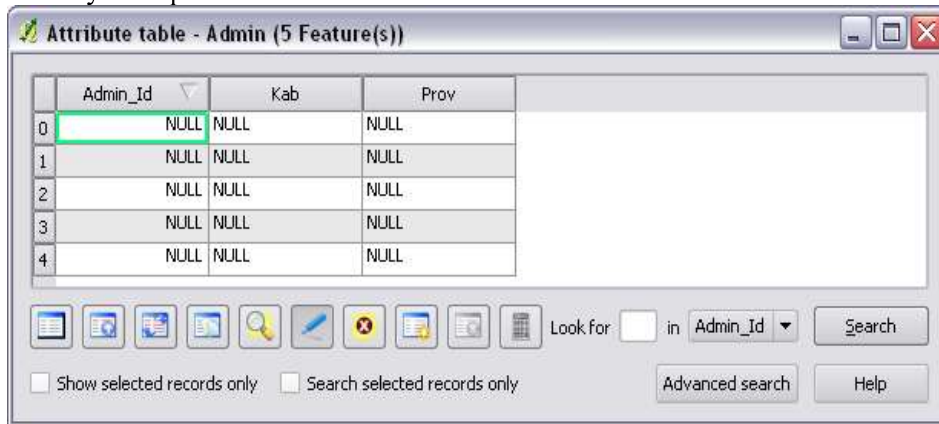 Attribute table - Admin (5 Feature(s))
Admin_Id Kab Prov
0 NULL NULL NULL
1 NULL NULL NULL
2 NULL NULL NULL
3 NULL NULL NULL
4 NULL NULL NULL
Look for in Admin_Id Search
Show selected records only Search selected records only Advanced search Help